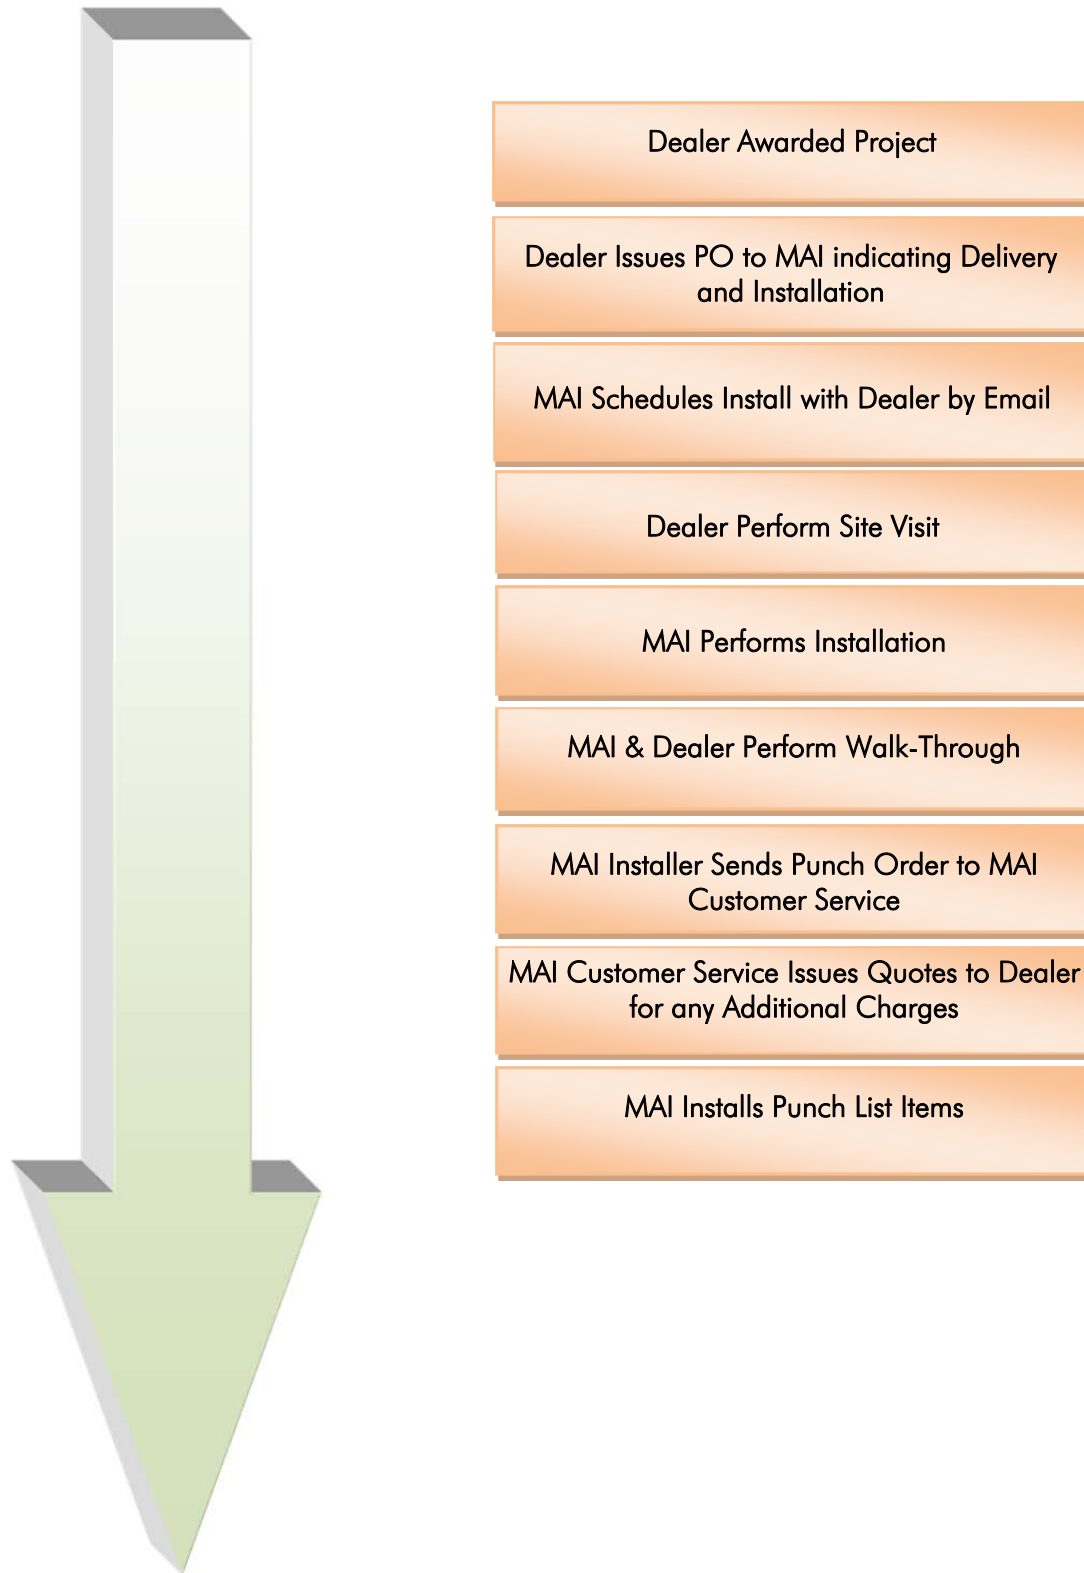 Dealer Awarded Project
Dealer Issues PO to MAI indicating Delivery
and Installation
MAI Schedules Install with Dealer by Email
Dealer Perform Site Visit
MAI Performs Installation
MAI & Dealer Perform Walk-Through
MAI Installer Sends Punch Order to MAI
Customer Service
MAI Customer Service Issues Quotes to Dealer
for any Additional Charges
MAI Installs Punch List Items